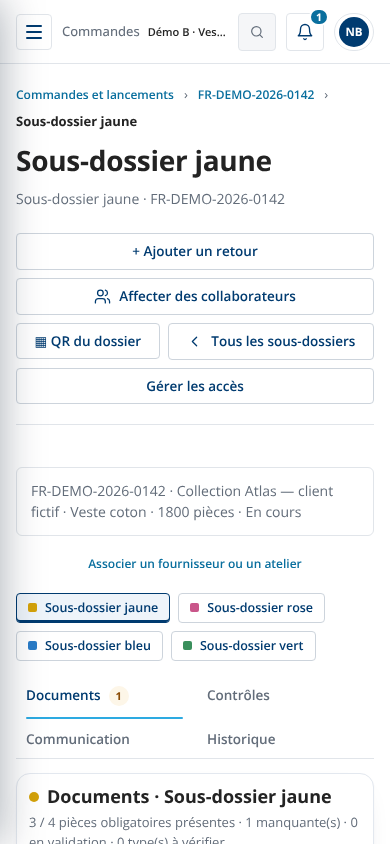 Commandes Démo B · Ves... 1 NB
Commandes et lancements › FR-DEMO-2026-0142 ›
Sous-dossier jaune
Sous-dossier jaune
Sous-dossier jaune · FR-DEMO-2026-0142
+ Ajouter un retour
Affecter des collaborateurs
QR du dossier
Tous les sous-dossiers
Gérer les accès
FR-DEMO-2026-0142 · Collection Atlas — client
fictif · Veste coton · 1800 pièces · En cours
Associer un fournisseur ou un atelier
Sous-dossier jaune Sous-dossier rose
Sous-dossier bleu Sous-dossier vert
Documents 1 Contrôles
Communication Historique
Documents · Sous-dossier jaune
3 / 4 pièces obligatoires présentes · 1 manquante(s) · 0
en validation · 0 type(s) à vérifier